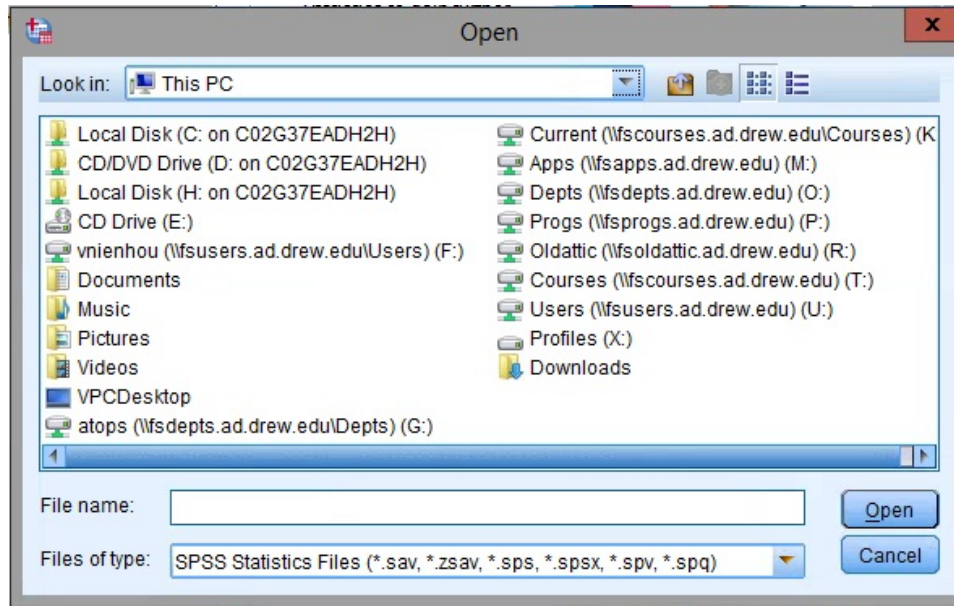 Open
x
Look in: This PC
Local Disk (C: on C02G37EADH2H)
CD/DVD Drive (D: on C02G37EADH2H)
Local Disk (H: on C02G37EADH2H)
CD Drive (E:)
vnienhou (\\fsusers.ad.drew.edu\Users) (F:)
Documents
Music
Pictures
Videos
VPCDesktop
atops (\\fsdepts.ad.drew.edu\Depts) (G:)
Current (\\fscourses.ad.drew.edu\Courses) (K
Apps (\\fsapps.ad.drew.edu) (M:)
Depts (\\fsdepts.ad.drew.edu) (O:)
Progs (\\fsprogs.ad.drew.edu) (P:)
Oldattic (\\fsoldattic.ad.drew.edu) (R:)
Courses (\\fscourses.ad.drew.edu) (T:)
Users (\\fsusers.ad.drew.edu) (U:)
Profiles (X:)
Downloads
File name:
Open
Files of type: SPSS Statistics Files (*.sav, *.zsav, *.sps, *.spsx, *.spv, *.spq)
Cancel